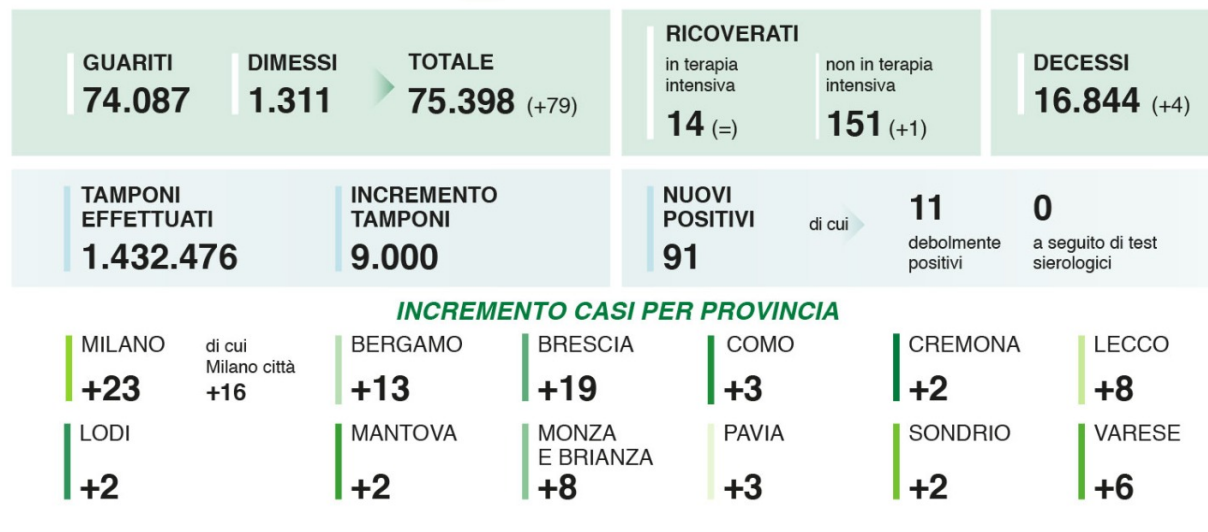 GUARITI
74.087
DIMESSI
1.311
TOTALE
75.398 (+79)
RICOVERATI
in terapia
intensiva
14 (=)
non in terapia
intensiva
151 (+1)
DECESSI
16.844 (+4)
TAMPONI
EFFETTUATI
1.432.476
INCREMENTO
TAMPONI
9.000
NUOVI
POSITIVI
91
di cui
11
debolmente
positivi
0
a seguito di test
sierologici
INCREMENTO CASI PER PROVINCIA
MILANO
+23
di cui
Milano città
+16
BERGAMO
+13
BRESCIA
+19
COMO
+3
CREMONA
+2
LECCO
+8
LODI
+2
MANTOVA
+2
MONZA
E BRIANZA
+8
PAVIA
+3
SONDRIO
+2
VARESE
+6